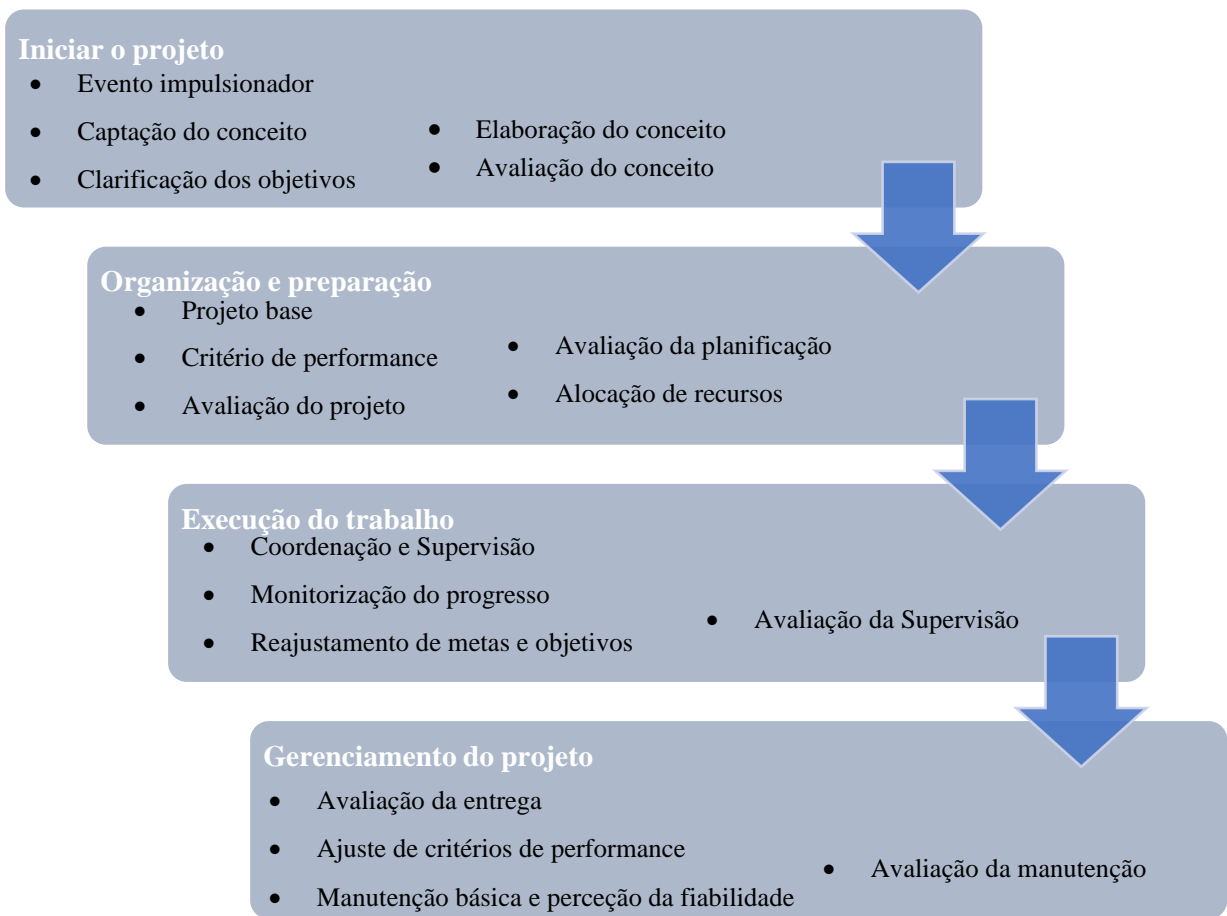 Iniciar o projeto
• Evento impulsionador
• Captação do conceito
• Clarificação dos objetivos
• Elaboração do conceito
• Avaliação do conceito
Organização e preparação
• Projeto base
• Critério de performance
• Avaliação do projeto
• Avaliação da planificação
• Alocação de recursos
Execução do trabalho
• Coordenação e Supervisão
• Monitorização do progresso
• Reajustamento de metas e objetivos
• Avaliação da Supervisão
Gerenciamento do projeto
• Avaliação da entrega
• Ajuste de critérios de performance
• Manutenção básica e perceção da fiabilidade
• Avaliação da manutenção